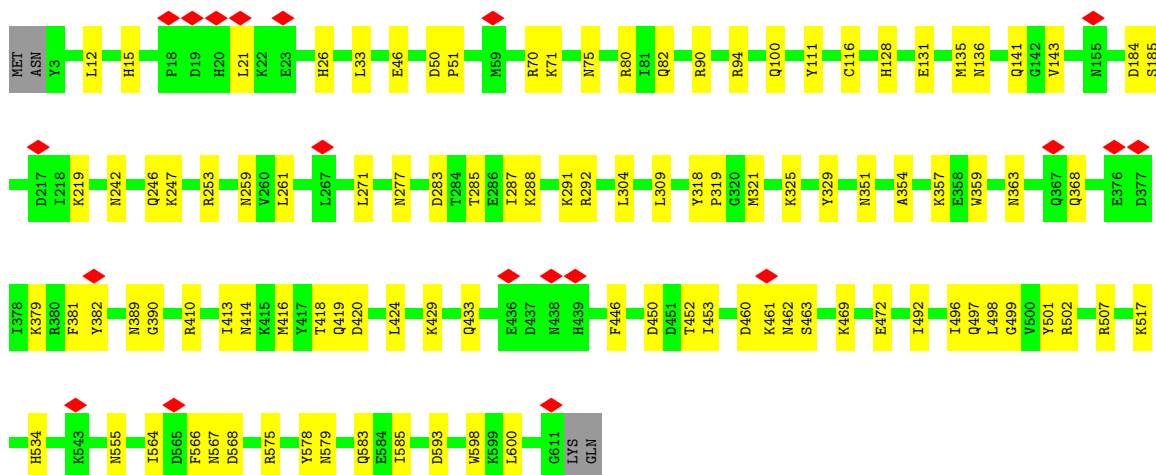 MET ASN Y3 L12 H15 P18 D19 H20 L21 K22 E23 H26 L33 E46 D50 P51 M59 R70 K71 N75 R80 I81 Q82 R90 R94 Q100 Y111 C116 H128 E131 M135 N136 Q141 G142 V143 N155 D184 S185
D217 I218 K219 N242 Q246 K247 R253 N259 V260 L261 L267 L271 N277 D283 T284 T285 E286 I287 K288 K291 R292 L304 L309 Y318 P319 G320 M321 K325 Y329 N351 A354 K357 E358 W359 N363 Q367 Q368 E376 D377
I378 K379 R380 F381 Y382 N389 G390 R410 I413 N414 K415 M416 Y417 T418 Q419 D420 L424 K429 Q433 E436 D437 N438 H439 F446 D450 D451 T452 I453 D460 K461 N462 S463 K469 E472 I492 I496 Q497 L498 G499 V500 Y501 R502 R507 K517
H534 K543 N555 I564 D565 F566 N567 D568 R575 Y578 N579 Q583 E584 I585 D593 W598 K599 L600 G611 LYS GLN